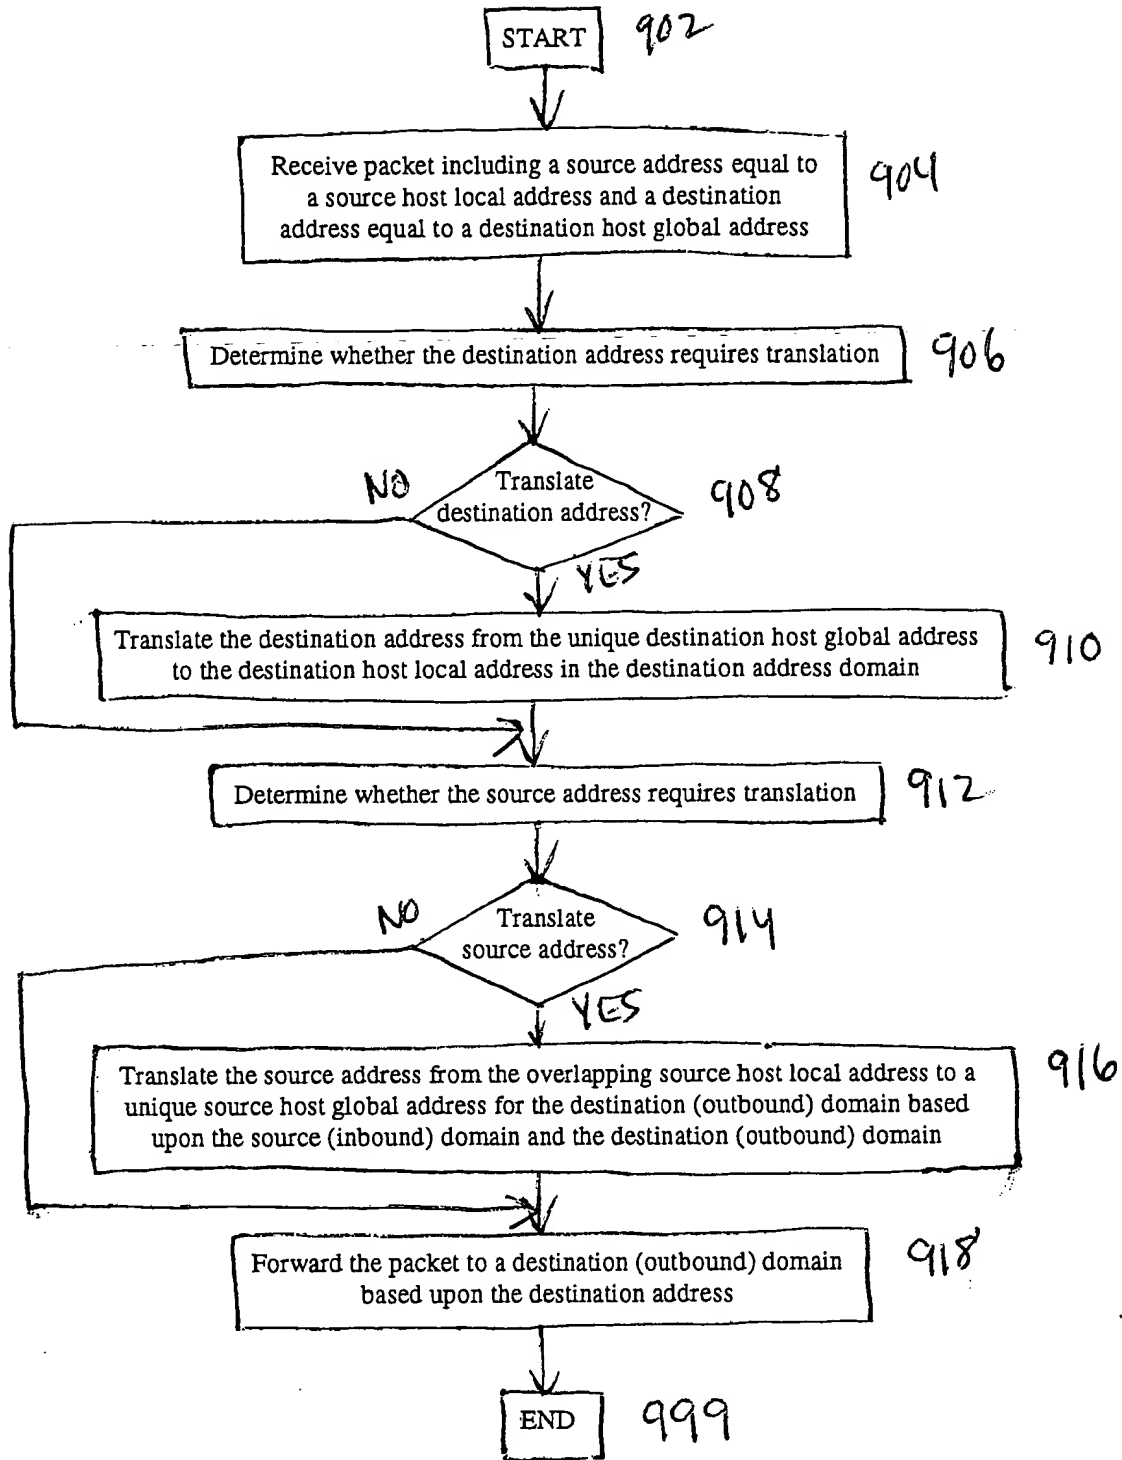 START 902
Receive packet including a source address equal to
a source host local address and a destination
address equal to a destination host global address
904
Determine whether the destination address requires translation 906
NO
Translate
destination address?
908
YES
Translate the destination address from the unique destination host global address
to the destination host local address in the destination address domain
910
Determine whether the source address requires translation 912
NO
Translate
source address?
914
YES
Translate the source address from the overlapping source host local address to a
unique source host global address for the destination (outbound) domain based
upon the source (inbound) domain and the destination (outbound) domain
916
Forward the packet to a destination (outbound) domain
based upon the destination address
918
END 999